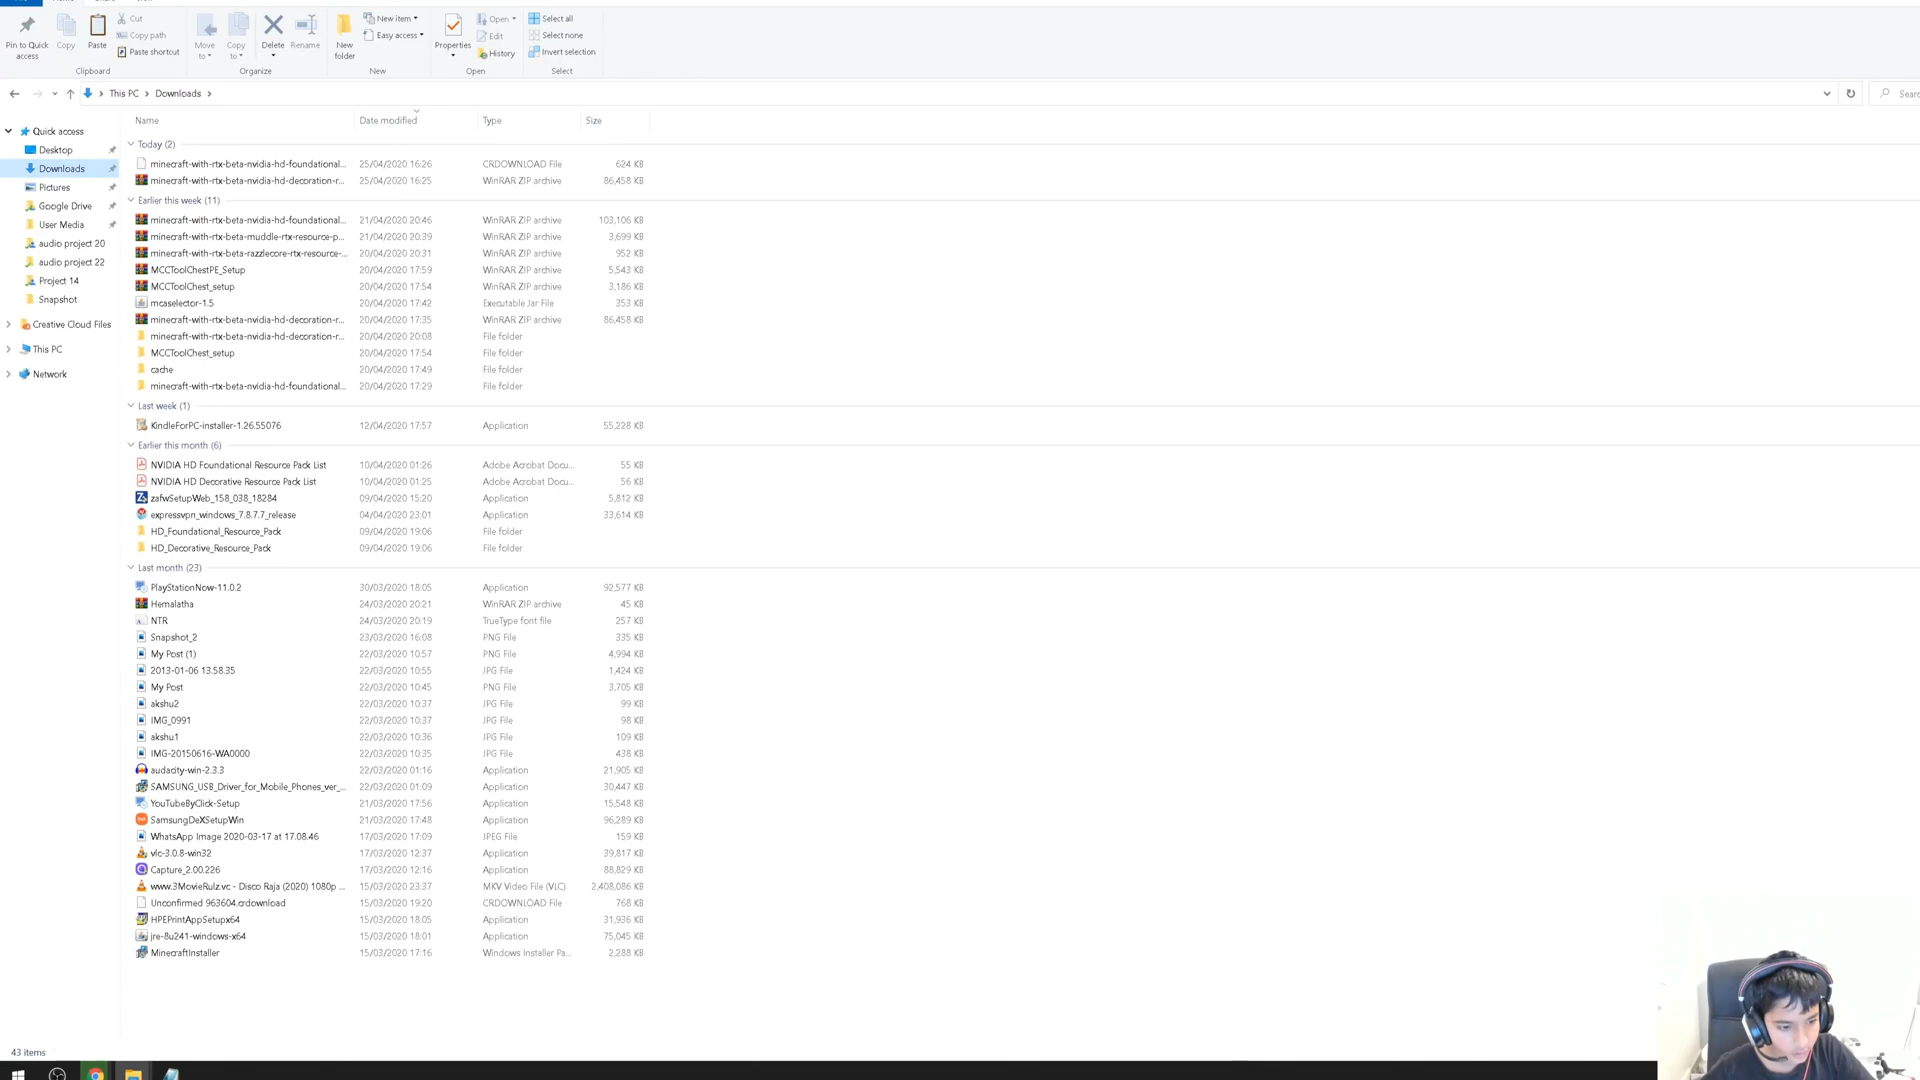 Pin to Quick access
Copy
Paste
Cut
Copy path
Paste shortcut
Clipboard
Move to
Copy to
Delete
Rename
Organize
New folder
New item
Easy access
New
Properties
Open
Edit
History
Open
Select all
Select none
Invert selection
Select
This PC > Downloads >
Name Date modified Type Size
Quick access
Desktop
Downloads
Pictures
Google Drive
User Media
audio project 20
audio project 22
Project 14
Snapshot
Creative Cloud Files
This PC
Network
Today (2)
minecraft-with-rtx-beta-nvidia-hd-foundational... 25/04/2020 16:26 CRDOWNLOAD File 624 KB
minecraft-with-rtx-beta-nvidia-hd-decoration-r... 25/04/2020 16:25 WinRAR ZIP archive 86,458 KB
Earlier this week (11)
minecraft-with-rtx-beta-nvidia-hd-foundational... 21/04/2020 20:46 WinRAR ZIP archive 103,106 KB
minecraft-with-rtx-beta-muddle-rtx-resource-p... 21/04/2020 20:39 WinRAR ZIP archive 3,699 KB
minecraft-with-rtx-beta-razzlecore-rtx-resource-... 20/04/2020 20:31 WinRAR ZIP archive 952 KB
MCCToolChestPE_Setup 20/04/2020 17:59 WinRAR ZIP archive 5,543 KB
MCCToolChest_setup 20/04/2020 17:54 WinRAR ZIP archive 3,186 KB
mcaselector-1.5 20/04/2020 17:42 Executable Jar File 353 KB
minecraft-with-rtx-beta-nvidia-hd-decoration-r... 20/04/2020 17:35 WinRAR ZIP archive 86,458 KB
minecraft-with-rtx-beta-nvidia-hd-decoration-r... 20/04/2020 20:08 File folder
MCCToolChest_setup 20/04/2020 17:54 File folder
cache 20/04/2020 17:49 File folder
minecraft-with-rtx-beta-nvidia-hd-foundational... 20/04/2020 17:29 File folder
Last week (1)
KindleForPC-installer-1.26.55076 12/04/2020 17:57 Application 55,228 KB
Earlier this month (6)
NVIDIA HD Foundational Resource Pack List 10/04/2020 01:26 Adobe Acrobat Docu... 55 KB
NVIDIA HD Decorative Resource Pack List 10/04/2020 01:25 Adobe Acrobat Docu... 56 KB
zafwSetupWeb_158_038_18284 09/04/2020 15:20 Application 5,812 KB
expressvpn_windows_7.8.7.7_release 04/04/2020 23:01 Application 33,614 KB
HD_Foundational_Resource_Pack 09/04/2020 19:06 File folder
HD_Decorative_Resource_Pack 09/04/2020 19:06 File folder
Last month (23)
PlayStationNow-11.0.2 30/03/2020 18:05 Application 92,577 KB
Hemalatha 24/03/2020 20:21 WinRAR ZIP archive 45 KB
NTR 24/03/2020 20:19 TrueType font file 257 KB
Snapshot_2 23/03/2020 16:08 PNG File 335 KB
My Post (1) 22/03/2020 10:57 PNG File 4,994 KB
2013-01-06 13.58.35 22/03/2020 10:55 JPG File 1,424 KB
My Post 22/03/2020 10:45 PNG File 3,705 KB
akshu2 22/03/2020 10:37 JPG File 99 KB
IMG_0991 22/03/2020 10:37 JPG File 98 KB
akshu1 22/03/2020 10:36 JPG File 109 KB
IMG-20150616-WA0000 22/03/2020 10:35 JPG File 438 KB
audacity-win-2.3.3 22/03/2020 01:16 Application 21,905 KB
SAMSUNG_USB_Driver_for_Mobile_Phones_ver_... 22/03/2020 01:09 Application 30,447 KB
YouTubeByClick-Setup 21/03/2020 17:56 Application 15,548 KB
SamsungDeXSetupWin 21/03/2020 17:48 Application 96,289 KB
WhatsApp Image 2020-03-17 at 17.08.46 17/03/2020 17:09 JPEG File 159 KB
vlc-3.0.8-win32 17/03/2020 12:37 Application 39,817 KB
Capture_2.00.226 17/03/2020 12:16 Application 88,829 KB
www.3MovieRulz.vc - Disco Raja (2020) 1080p ... 15/03/2020 23:37 MKV Video File (VLC) 2,408,086 KB
Unconfirmed 963604.crdownload 15/03/2020 19:20 CRDOWNLOAD File 768 KB
HPEPrintAppSetupx64 15/03/2020 18:05 Application 31,936 KB
jre-8u241-windows-x64 15/03/2020 18:01 Application 75,045 KB
MinecraftInstaller 15/03/2020 17:16 Windows Installer Pa... 2,288 KB
43 items